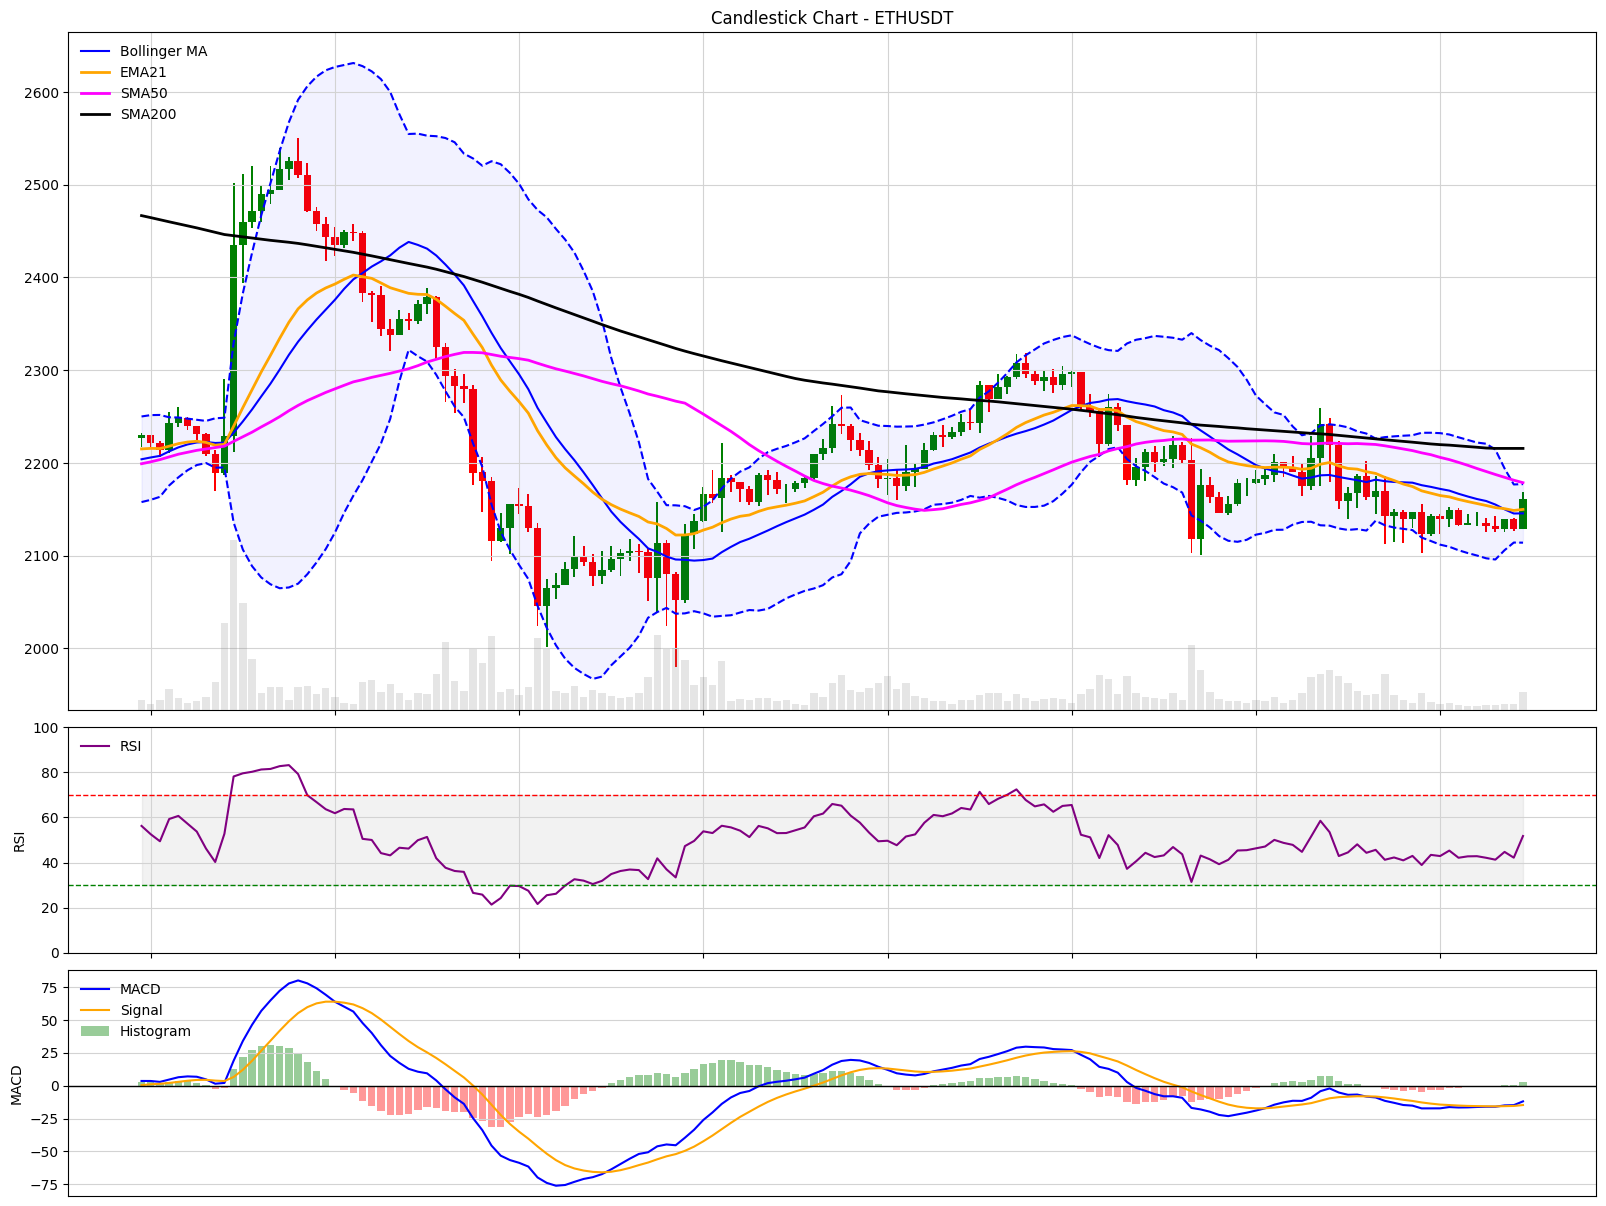 Candlestick Chart - ETHUSDT
Bollinger MA
EMA21
SMA50
SMA200
2600
2500
2400
2300
2200
2100
2000
RSI
100
80
60
40
20
0
RSI
MACD
Signal
Histogram
75
50
25
0
−25
−50
−75
MACD